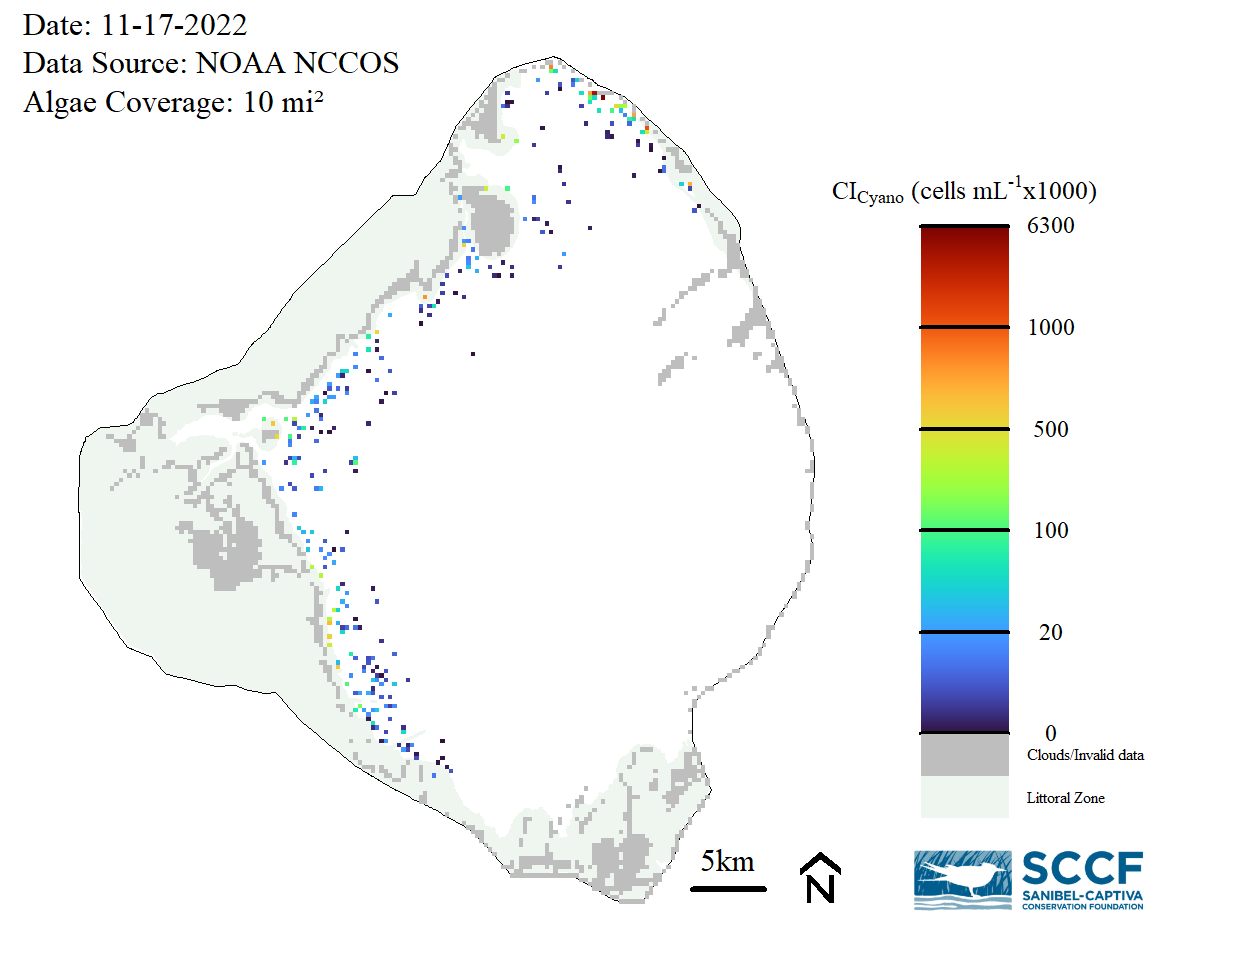 Date: 11-17-2022
Data Source: NOAA NCCOS
Algae Coverage: 10 mi²
CICyano (cells mL-1x1000)
6300
1000
500
100
20
0
Clouds/Invalid data
Littoral Zone
5km
N
SCCF
SANIBEL-CAPTIVA
CONSERVATION FOUNDATION